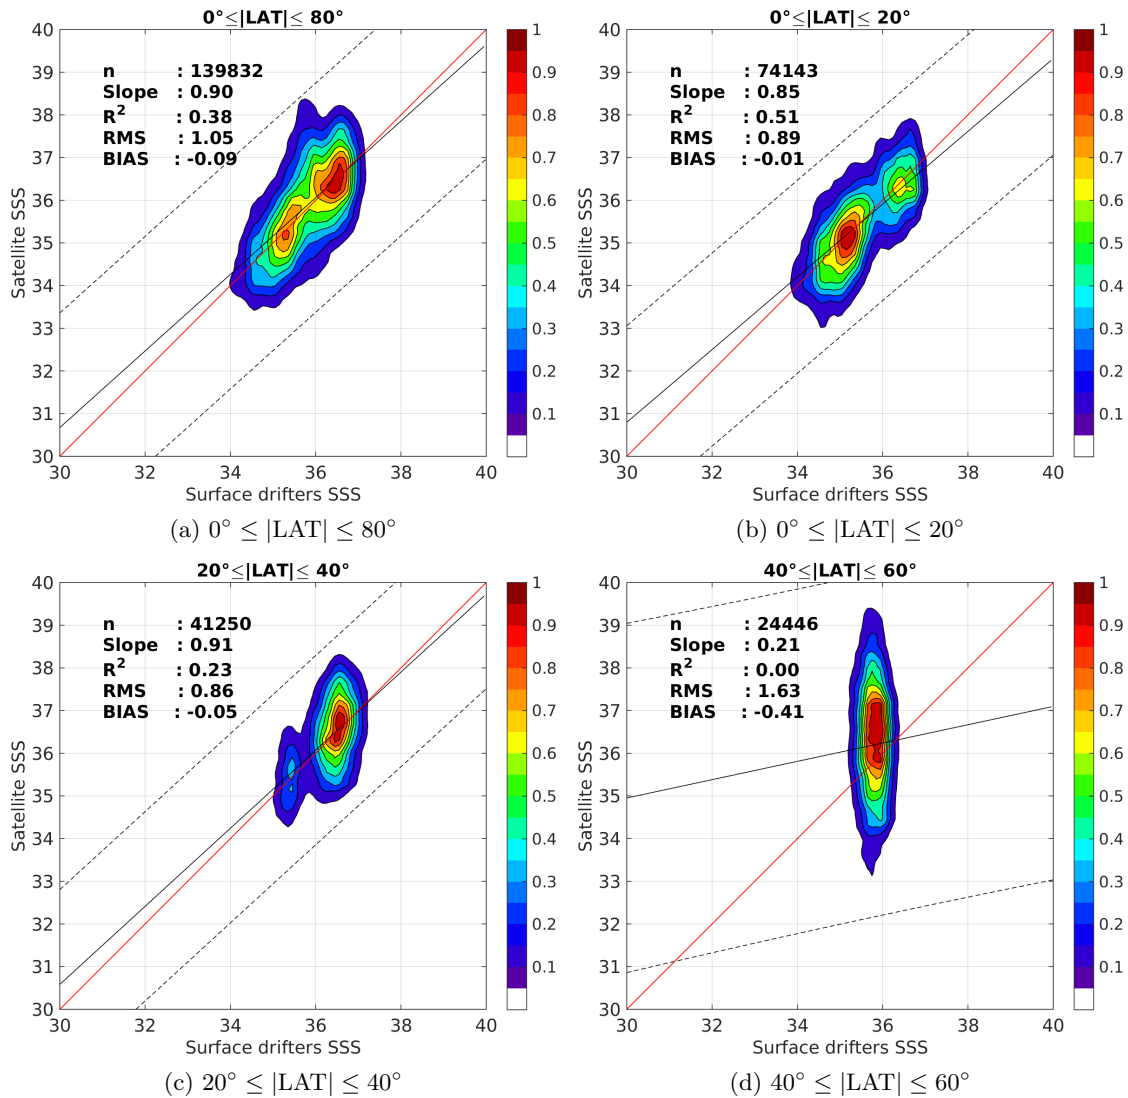 0°≤|LAT|≤ 80°
Satellite SSS
40
39
38
37
36
35
34
33
32
31
30
n : 139832
Slope : 0.90
R² : 0.38
RMS : 1.05
BIAS : -0.09
30 32 34 36 38 40
Surface drifters SSS
1
0.9
0.8
0.7
0.6
0.5
0.4
0.3
0.2
0.1
(a) 0° ≤ |LAT| ≤ 80°
0°≤|LAT|≤ 20°
Satellite SSS
40
39
38
37
36
35
34
33
32
31
30
n : 74143
Slope : 0.85
R² : 0.51
RMS : 0.89
BIAS : -0.01
30 32 34 36 38 40
Surface drifters SSS
1
0.9
0.8
0.7
0.6
0.5
0.4
0.3
0.2
0.1
(b) 0° ≤ |LAT| ≤ 20°
20°≤|LAT|≤ 40°
Satellite SSS
40
39
38
37
36
35
34
33
32
31
30
n : 41250
Slope : 0.91
R² : 0.23
RMS : 0.86
BIAS : -0.05
30 32 34 36 38 40
Surface drifters SSS
1
0.9
0.8
0.7
0.6
0.5
0.4
0.3
0.2
0.1
(c) 20° ≤ |LAT| ≤ 40°
40°≤|LAT|≤ 60°
Satellite SSS
40
39
38
37
36
35
34
33
32
31
30
n : 24446
Slope : 0.21
R² : 0.00
RMS : 1.63
BIAS : -0.41
30 32 34 36 38 40
Surface drifters SSS
1
0.9
0.8
0.7
0.6
0.5
0.4
0.3
0.2
0.1
(d) 40° ≤ |LAT| ≤ 60°